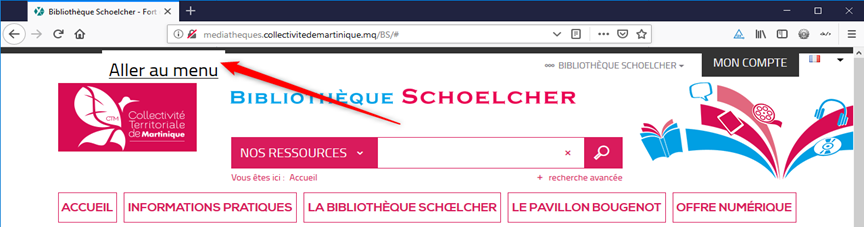 Bibliothèque Schoelcher - Fort
mediatheques.collectivitedemartinique.mq/BS/#
Aller au menu
BIBLIOTHÈQUE SCHOELCHER
MON COMPTE
CTM
Collectivité
Territoriale
de Martinique
BIBLIOTHÈQUE SCHOELCHER
NOS RESSOURCES
Vous êtes ici : Accueil
+ recherche avancée
ACCUEIL
INFORMATIONS PRATIQUES
LA BIBLIOTHÈQUE SCHŒLCHER
LE PAVILLON BOUGENOT
OFFRE NUMÉRIQUE